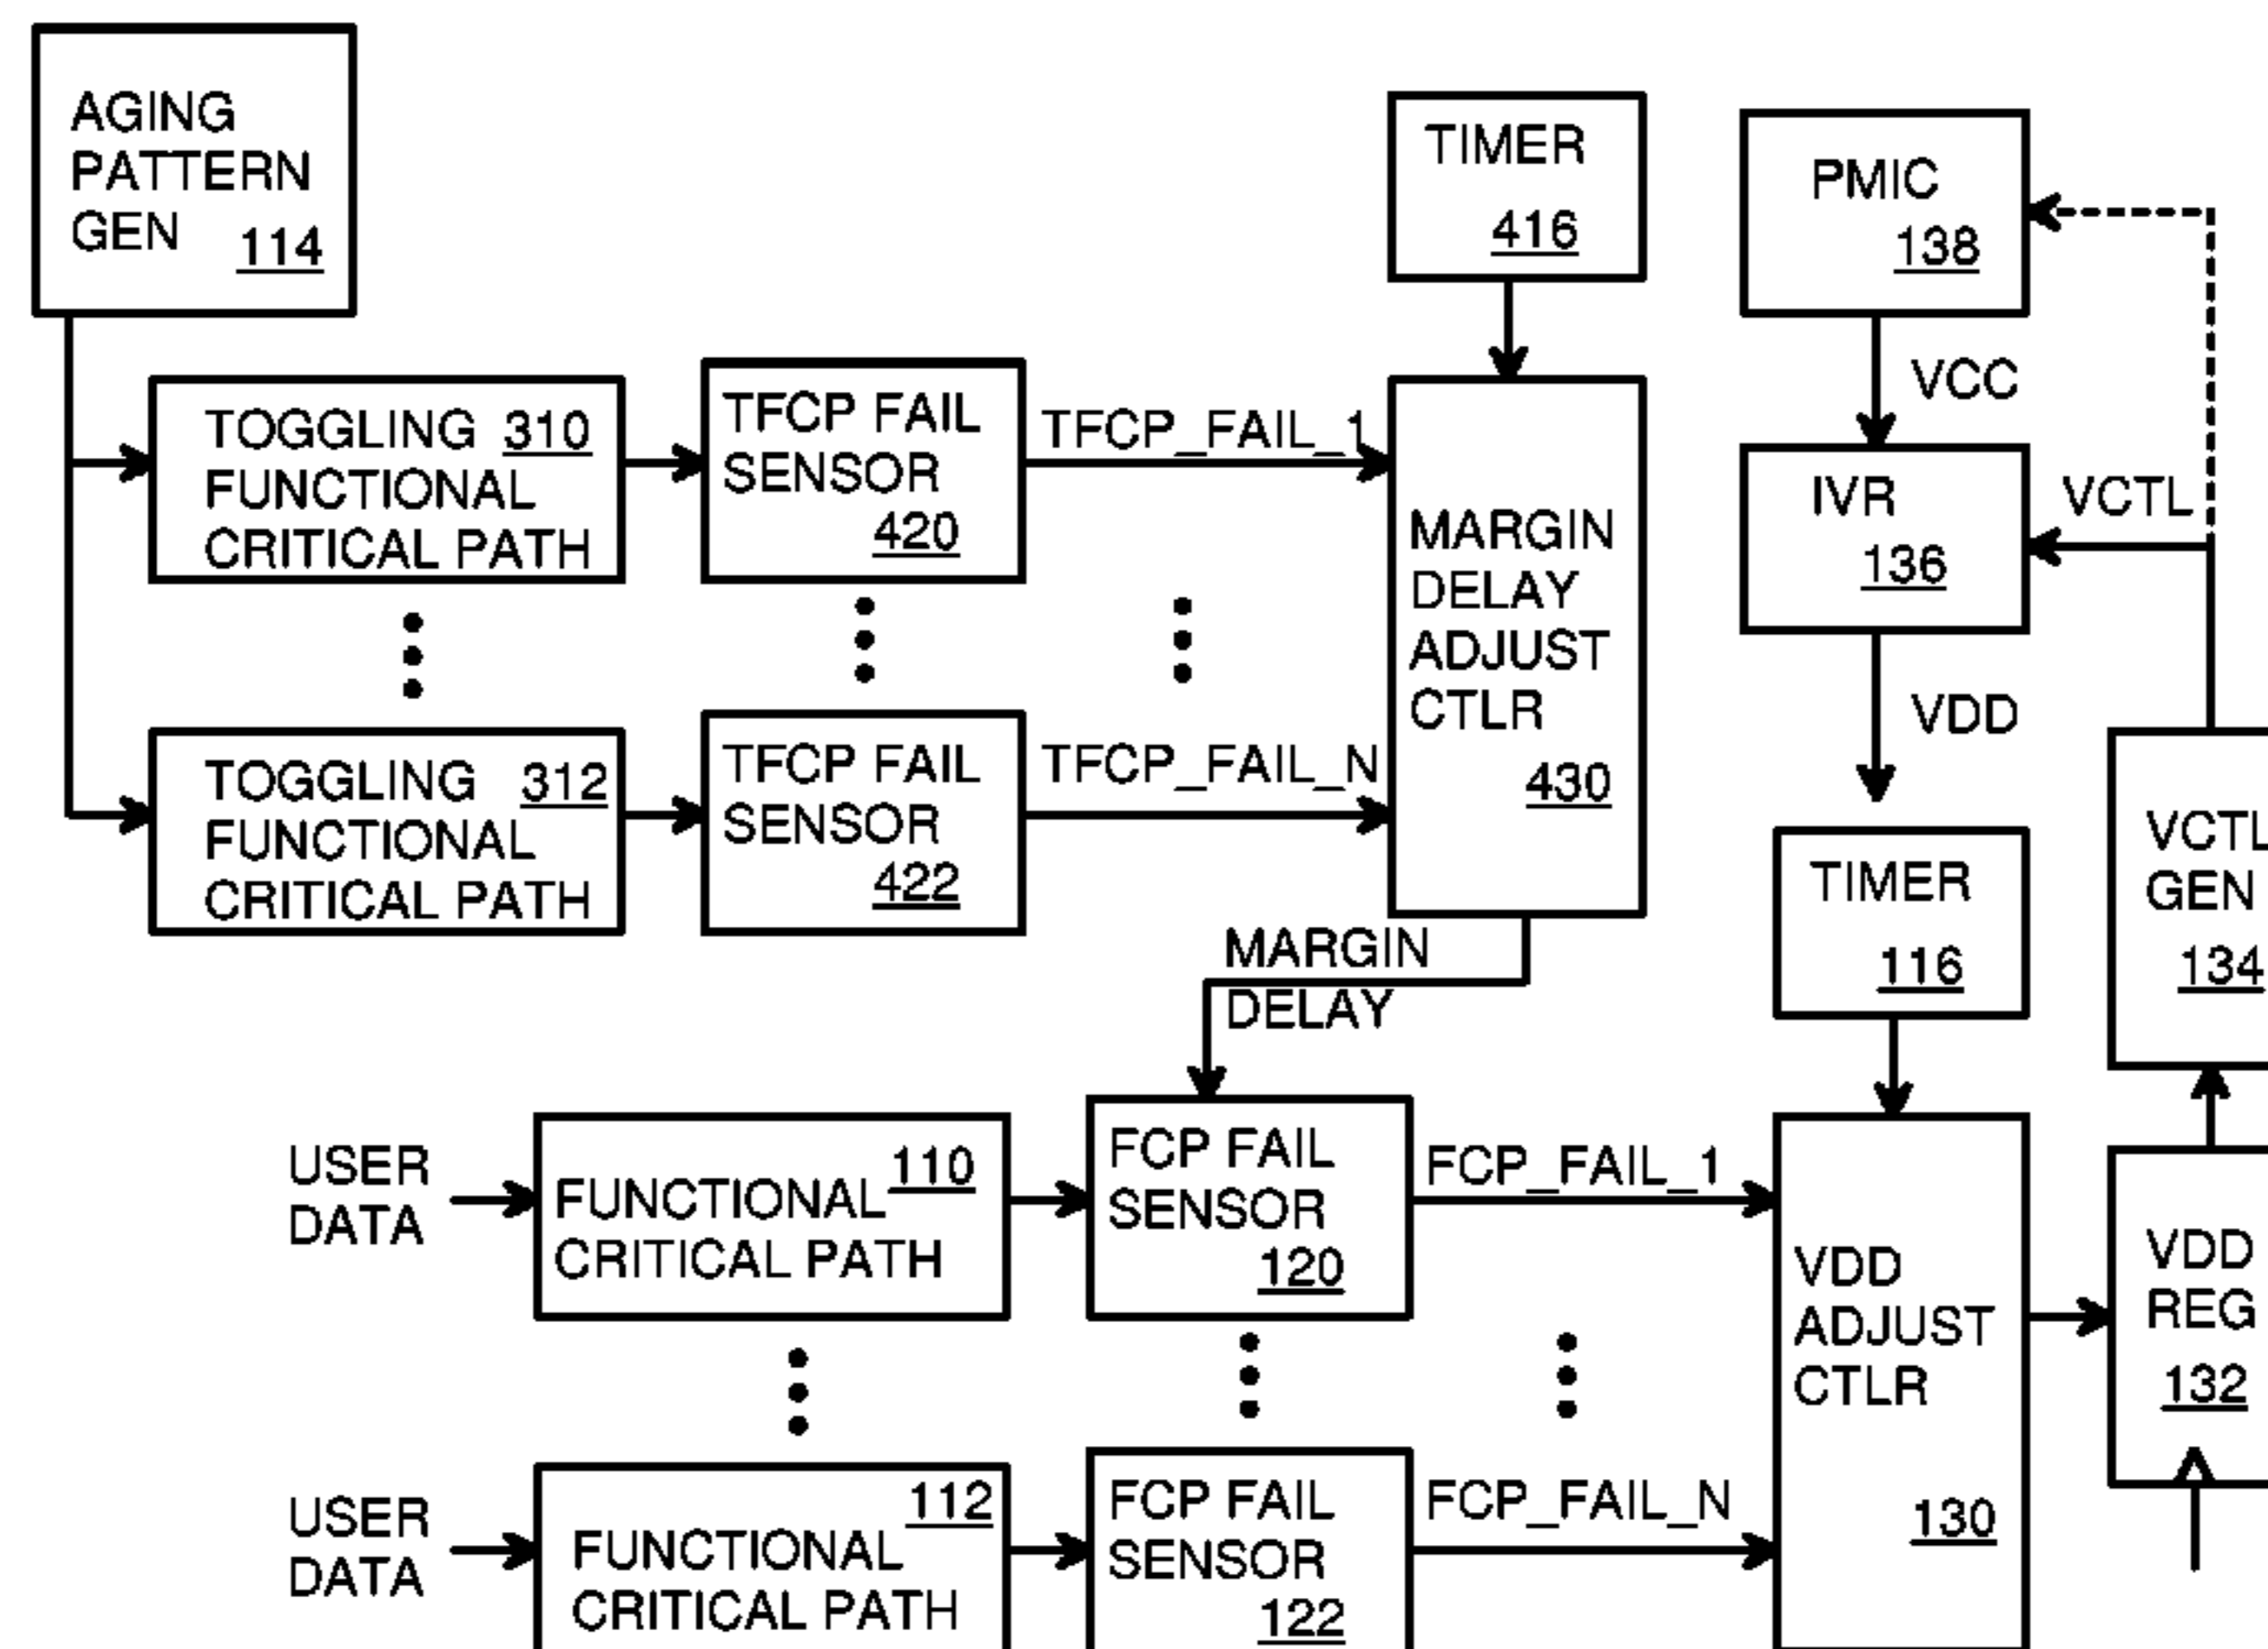 AGING
PATTERN
GEN 114
TIMER
416
PMIC
138
VCC
TOGGLING 310
FUNCTIONAL
CRITICAL PATH
TFCP FAIL
SENSOR
420
TFCP_FAIL_1
MARGIN
DELAY
ADJUST
CTLR
430
IVR
136
VCTL
VDD
TOGGLING 312
FUNCTIONAL
CRITICAL PATH
TFCP FAIL
SENSOR
422
TFCP_FAIL_N
TIMER
116
VCTL
GEN
134
MARGIN
DELAY
USER
DATA
FUNCTIONAL 110
CRITICAL PATH
FCP FAIL
SENSOR
120
FCP_FAIL_1
VDD
ADJUST
CTLR
130
VDD
REG
132
USER
DATA
112
FUNCTIONAL
CRITICAL PATH
FCP FAIL
SENSOR
122
FCP_FAIL_N